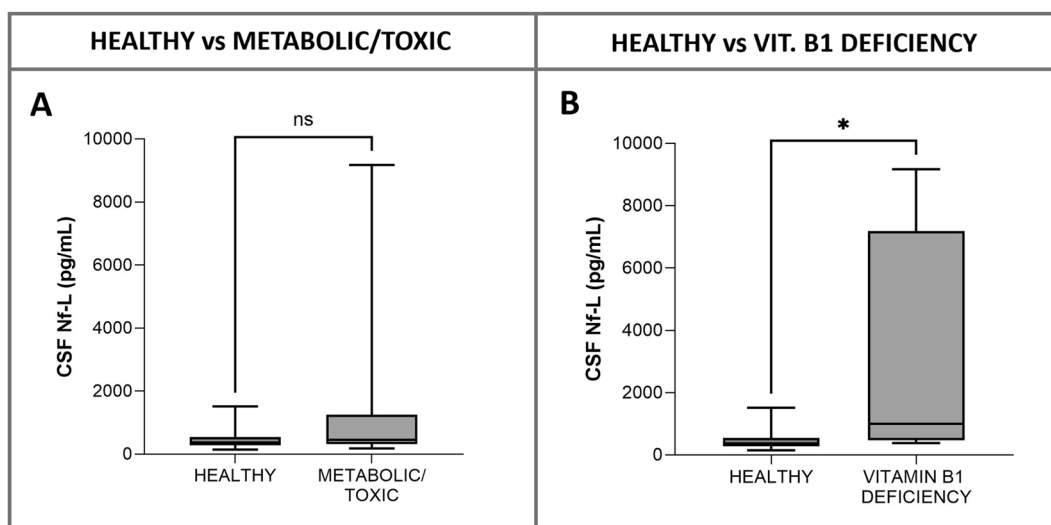 HEALTHY vs METABOLIC/TOXIC
HEALTHY vs VIT. B1 DEFICIENCY
A
ns
10000
8000
6000
4000
2000
0
CSF Nf-L (pg/mL)
HEALTHY
METABOLIC/
TOXIC
B
*
10000
8000
6000
4000
2000
0
CSF Nf-L (pg/mL)
HEALTHY
VITAMIN B1
DEFICIENCY